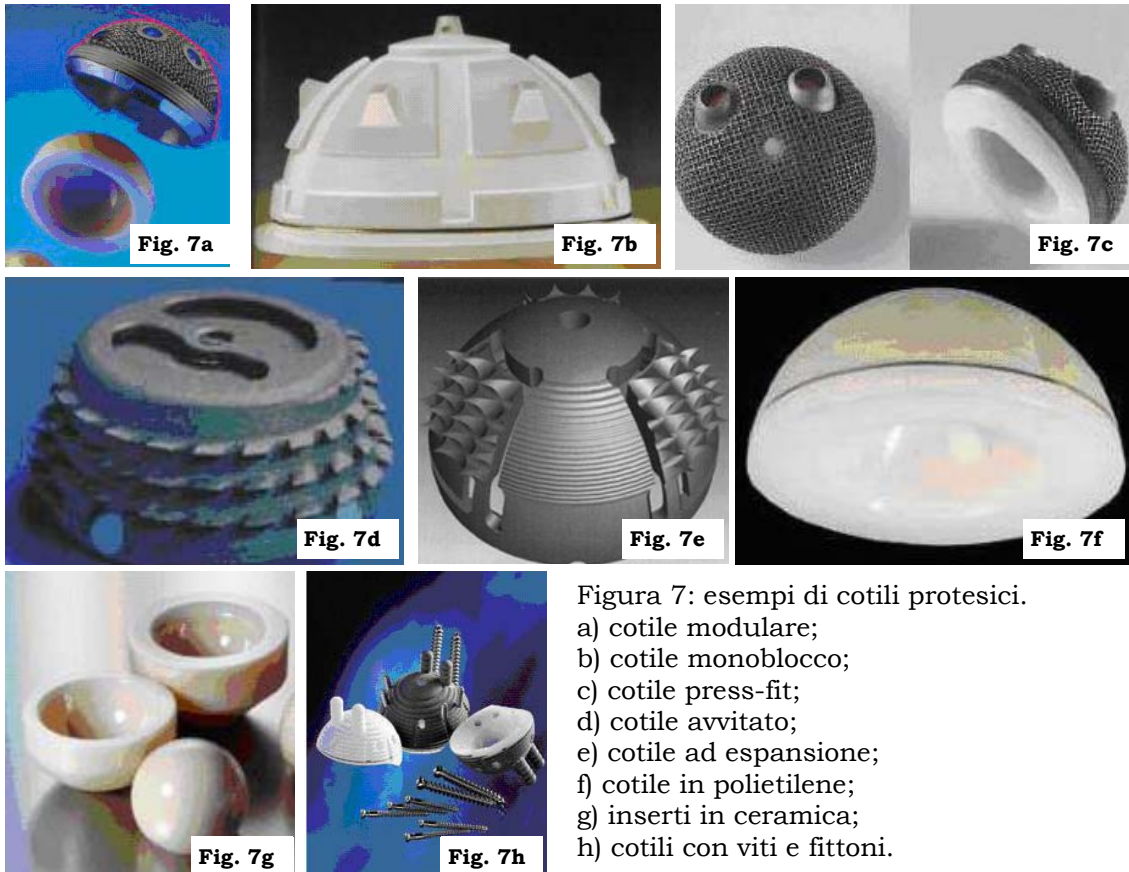 Fig. 7a
Fig. 7b
Fig. 7c
Fig. 7d
Fig. 7e
Fig. 7f
Fig. 7g
Fig. 7h
Figura 7: esempi di cotili protesici.
a) cotile modulare;
b) cotile monoblocco;
c) cotile press-fit;
d) cotile avvitato;
e) cotile ad espansione;
f) cotile in polietilene;
g) inserti in ceramica;
h) cotili con viti e fittoni.